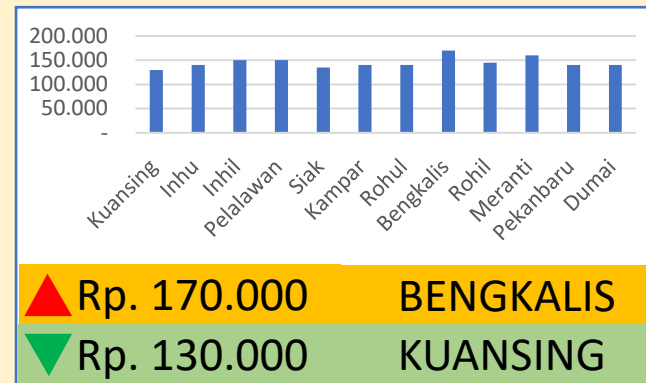 200.000
150.000
100.000
50.000
-
Kuansing
Inhu
Inhil
Pelalawan
Siak
Kampar
Rohul
Bengkalis
Rohil
Meranti
Pekanbaru
Dumai
Rp. 170.000 BENGKALIS
Rp. 130.000 KUANSING